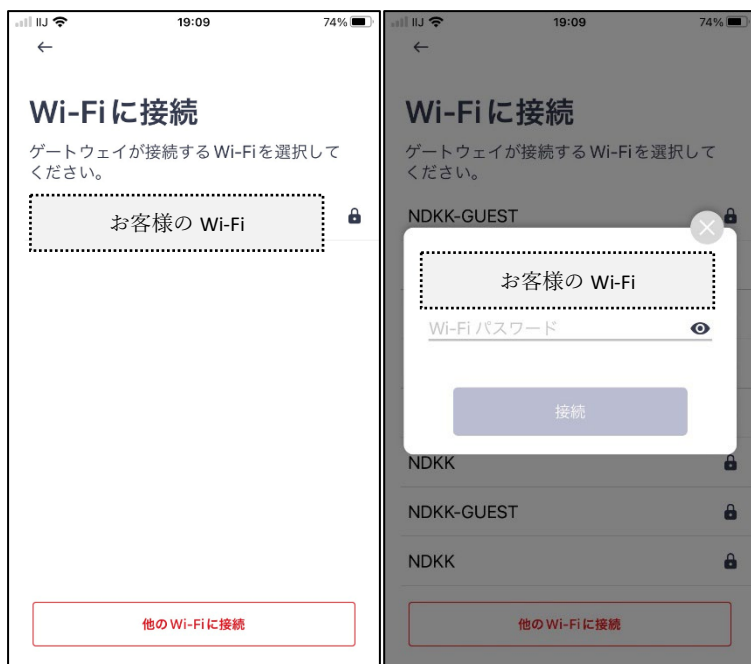 IIJ 19:09 74%
←
Wi-Fiに接続
ゲートウェイが接続するWi-Fiを選択して
ください。
お客様の Wi-Fi
他のWi-Fiに接続
IIJ 19:09 74%
←
Wi-Fiに接続
ゲートウェイが接続するWi-Fiを選択して
ください。
NDKK-GUEST
お客様の Wi-Fi
Wi-Fi パスワード
接続
NDKK
NDKK-GUEST
NDKK
他のWi-Fiに接続